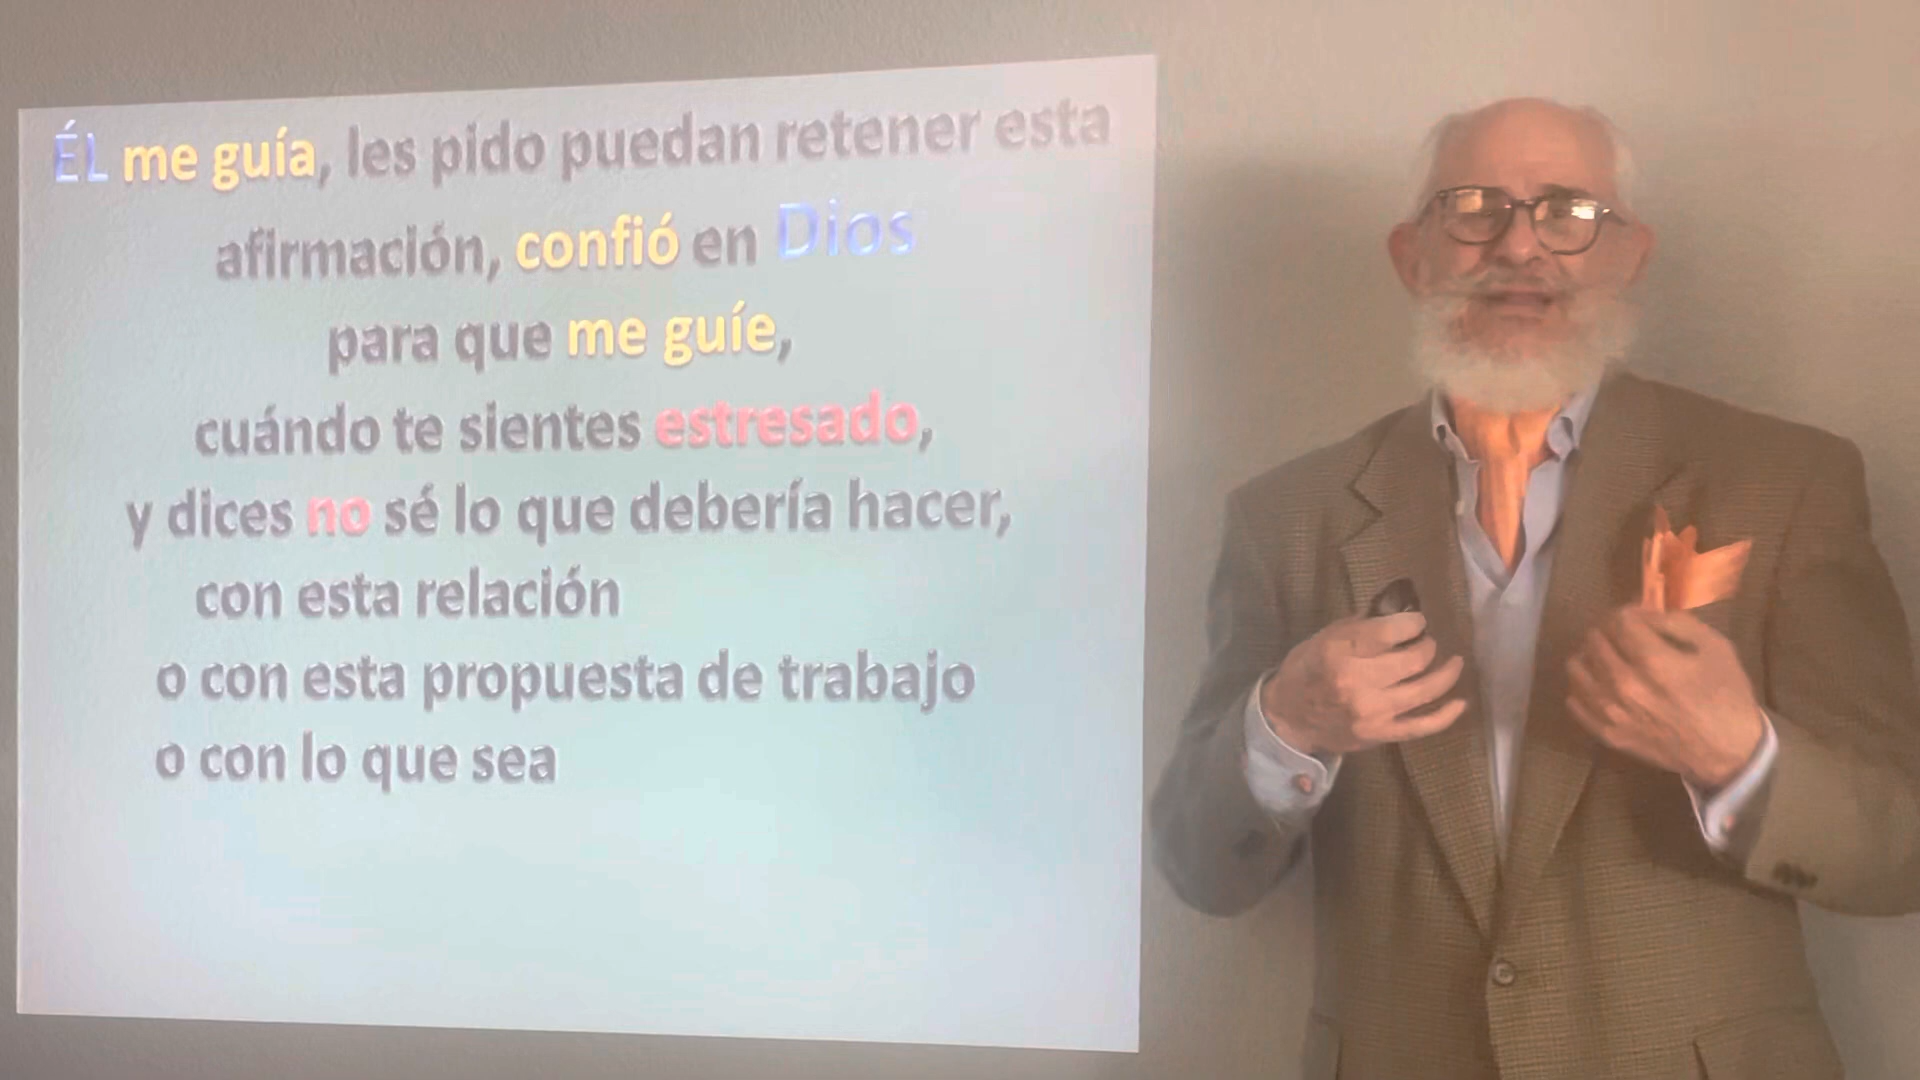 ÉL me guía, les pido puedan retener esta
afirmación, confió en Dios
para que me guíe,
cuándo te sientes estresado,
y dices no sé lo que debería hacer,
con esta relación
o con esta propuesta de trabajo
o con lo que sea